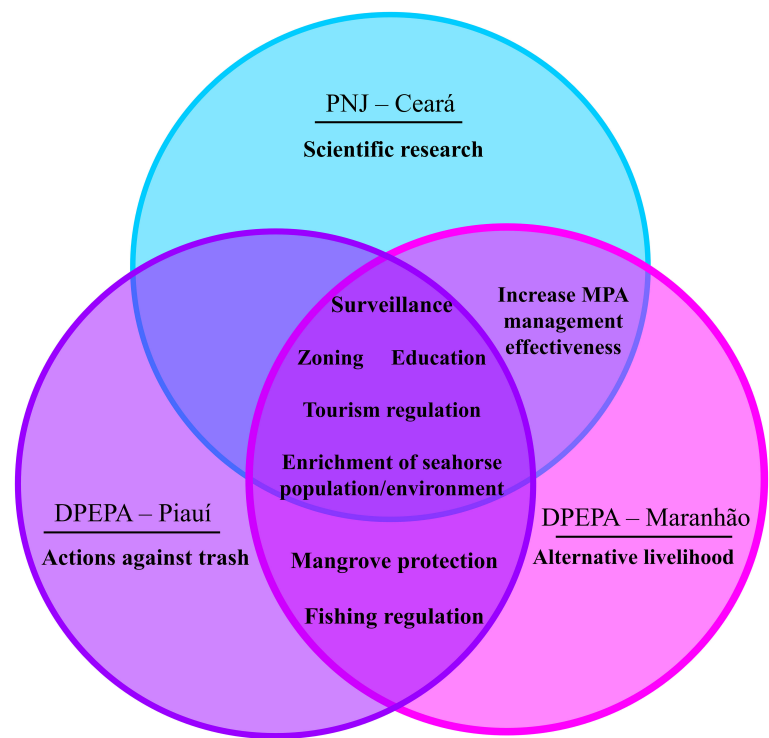 PNJ – Ceará
Scientific research
Surveillance
Increase MPA
management
effectiveness
Zoning Education
Tourism regulation
Enrichment of seahorse
population/environment
DPEPA – Piauí
Actions against trash
DPEPA – Maranhão
Alternative livelihood
Mangrove protection
Fishing regulation